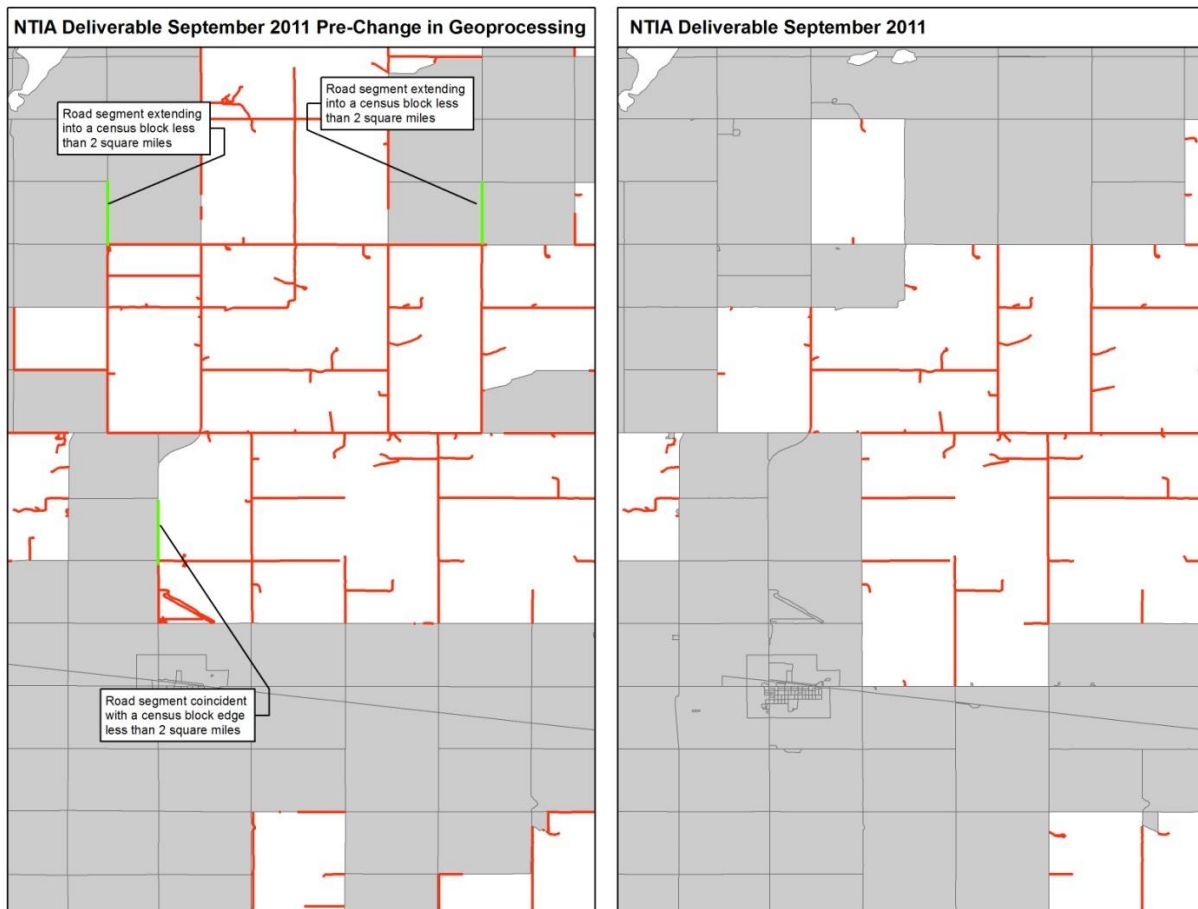 NTIA Deliverable September 2011 Pre-Change in Geoprocessing
Road segment extending
into a census block less
than 2 square miles
Road segment extending
into a census block less
than 2 square miles
Road segment coincident
with a census block edge
less than 2 square miles
NTIA Deliverable September 2011